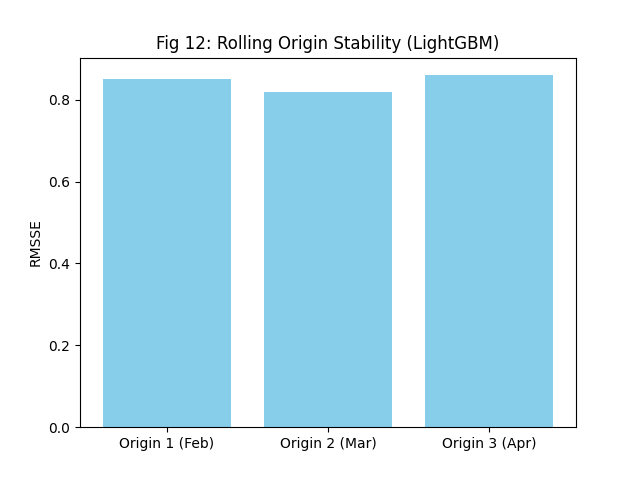 Fig 12: Rolling Origin Stability (LightGBM)
RMSSE
0.8
0.6
0.4
0.2
0.0
Origin 1 (Feb)
Origin 2 (Mar)
Origin 3 (Apr)